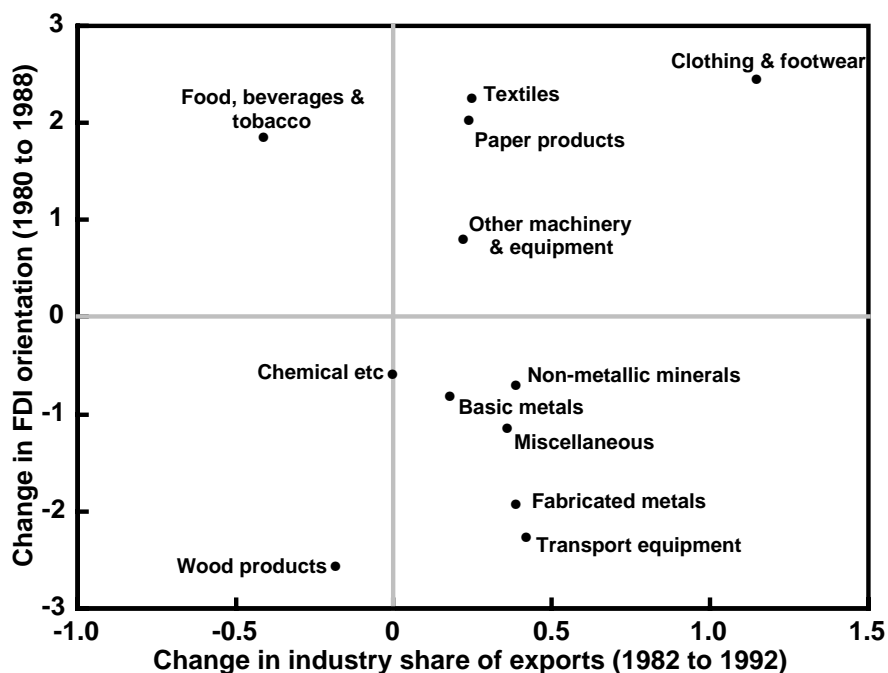 Change in FDI orientation (1980 to 1988)
3
2
1
0
-1
-2
-3
Clothing & footwear
Food, beverages &
tobacco
Textiles
Paper products
Other machinery
& equipment
Chemical etc
Non-metallic minerals
Basic metals
Miscellaneous
Fabricated metals
Transport equipment
Wood products
-1.0
-0.5
0
0.5
1.0
1.5
Change in industry share of exports (1982 to 1992)